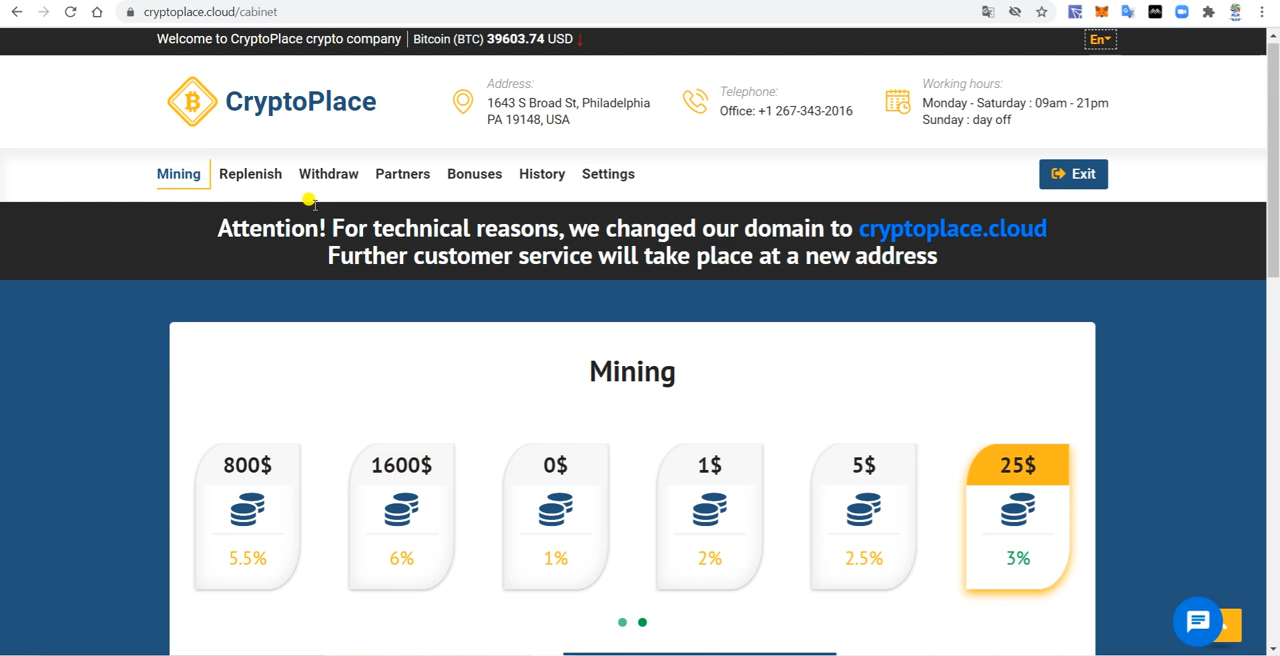 cryptoplace.cloud/cabinet
Welcome to CryptoPlace crypto company Bitcoin (BTC) 39603.74 USD
En
CryptoPlace
Address:
1643 S Broad St, Philadelphia
PA 19148, USA
Telephone:
Office: +1 267-343-2016
Working hours:
Monday - Saturday : 09am - 21pm
Sunday : day off
Mining Replenish Withdraw Partners Bonuses History Settings Exit
Attention! For technical reasons, we changed our domain to cryptoplace.cloud
Further customer service will take place at a new address
Mining
800$ 1600$ 0$ 1$ 5$ 25$
5.5% 6% 1% 2% 2.5% 3%